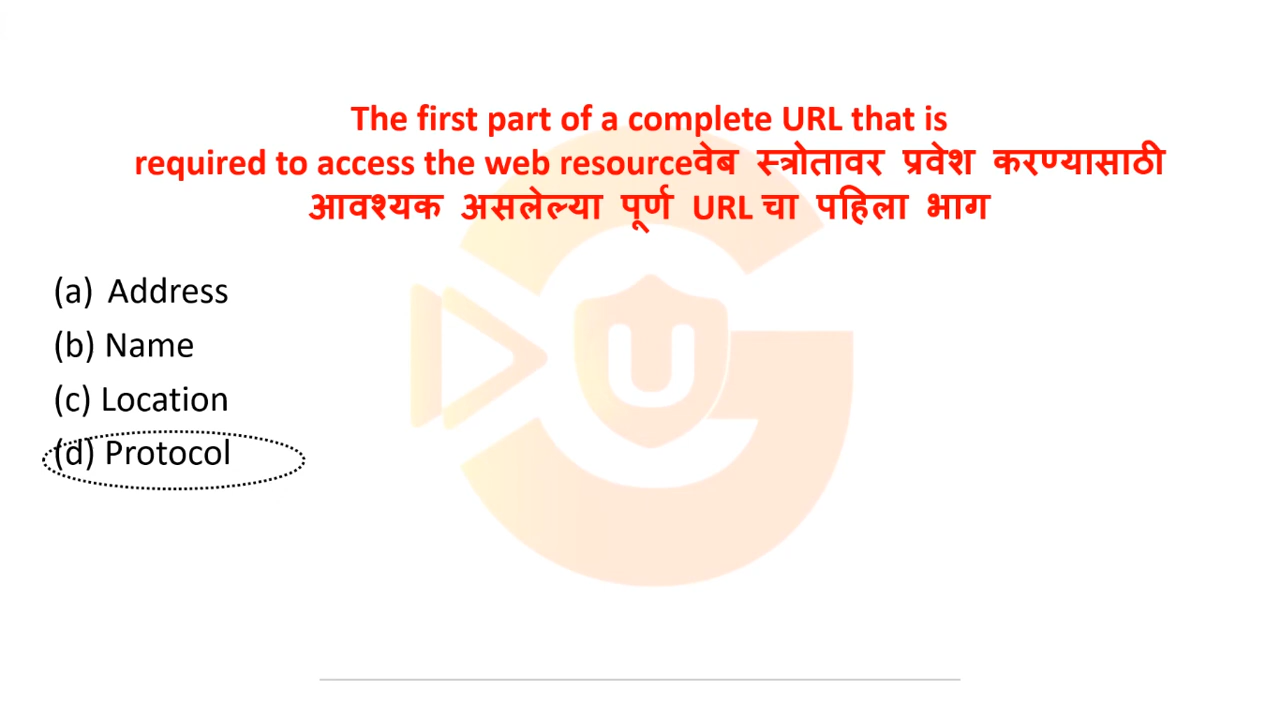 The first part of a complete URL that is
required to access the web resourceवेब स्त्रोतावर प्रवेश करण्यासाठी
आवश्यक असलेल्या पूर्ण URL चा पहिला भाग
(a) Address
(b) Name
(c) Location
(d) Protocol
U